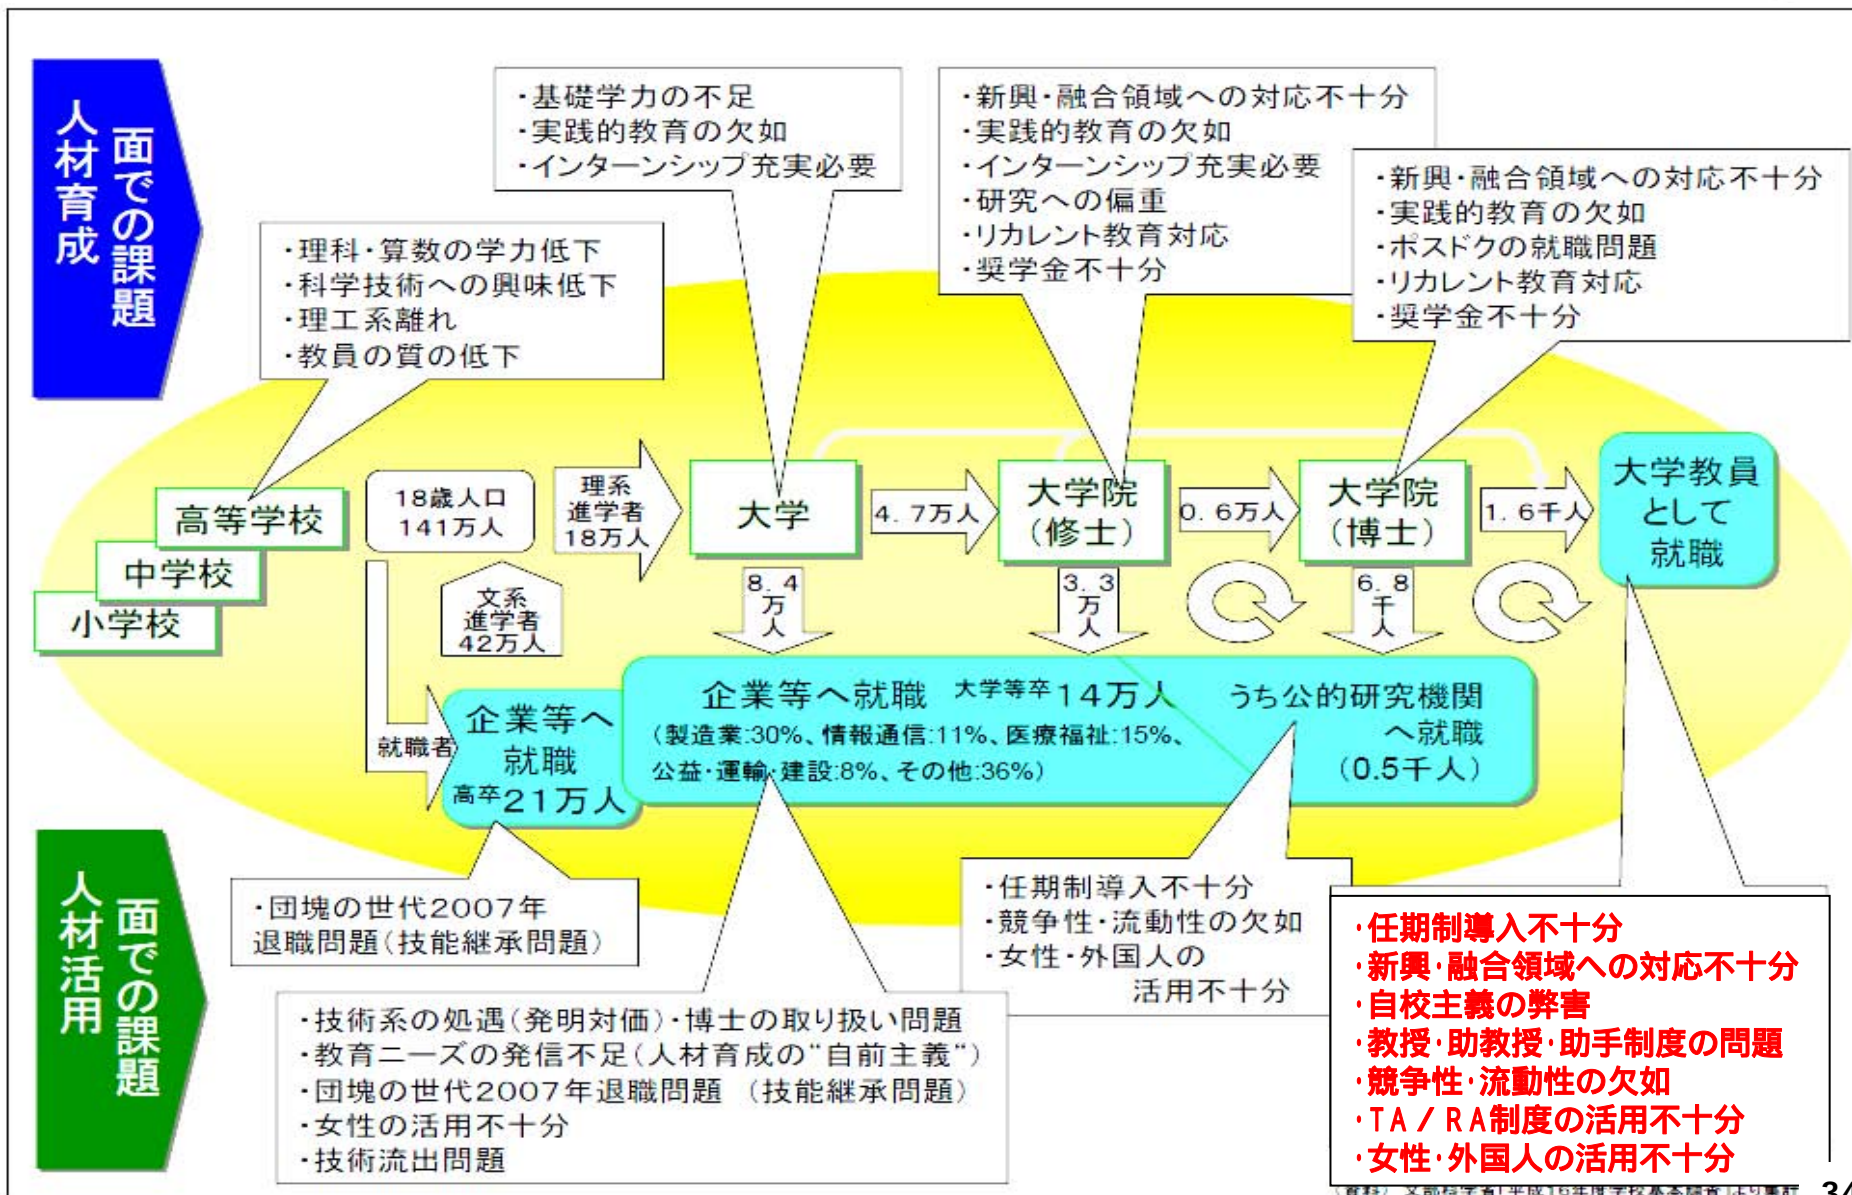 人材育成
面での課題
・基礎学力の不足
・実践的教育の欠如
・インターンシップ充実必要
・新興・融合領域への対応不十分
・実践的教育の欠如
・インターンシップ充実必要
・研究への偏重
・リカレント教育対応
・奨学金不十分
・新興・融合領域への対応不十分
・実践的教育の欠如
・ポスドクの就職問題
・リカレント教育対応
・奨学金不十分
・理科・算数の学力低下
・科学技術への興味低下
・理工系離れ
・教員の質の低下
高等学校
中学校
小学校
18歳人口
141万人
理系
進学者
18万人
文系
進学者
42万人
大学
4. 7万人
大学院
(修士)
0. 6万人
大学院
(博士)
1. 6千人
大学教員
として
就職
8. 4
万
人
3. 3
万
人
6. 8
千
人
就職者
企業等へ
就職
高卒21万人
企業等へ就職 大学等卒14万人
(製造業:30%、情報通信:11%、医療福祉:15%、
公益・運輸・建設:8%、その他:36%)
うち公的研究機関
へ就職
(0.5千人)
人材活用
面での課題
・団塊の世代2007年
退職問題(技能継承問題)
・技術系の処遇(発明対価)・博士の取り扱い問題
・教育ニーズの発信不足(人材育成の"自前主義")
・団塊の世代2007年退職問題 (技能継承問題)
・女性の活用不十分
・技術流出問題
・任期制導入不十分
・競争性・流動性の欠如
・女性・外国人の
活用不十分
・任期制導入不十分
・新興・融合領域への対応不十分
・自校主義の弊害
・教授・助教授・助手制度の問題
・競争性・流動性の欠如
・TA/RA制度の活用不十分
・女性・外国人の活用不十分